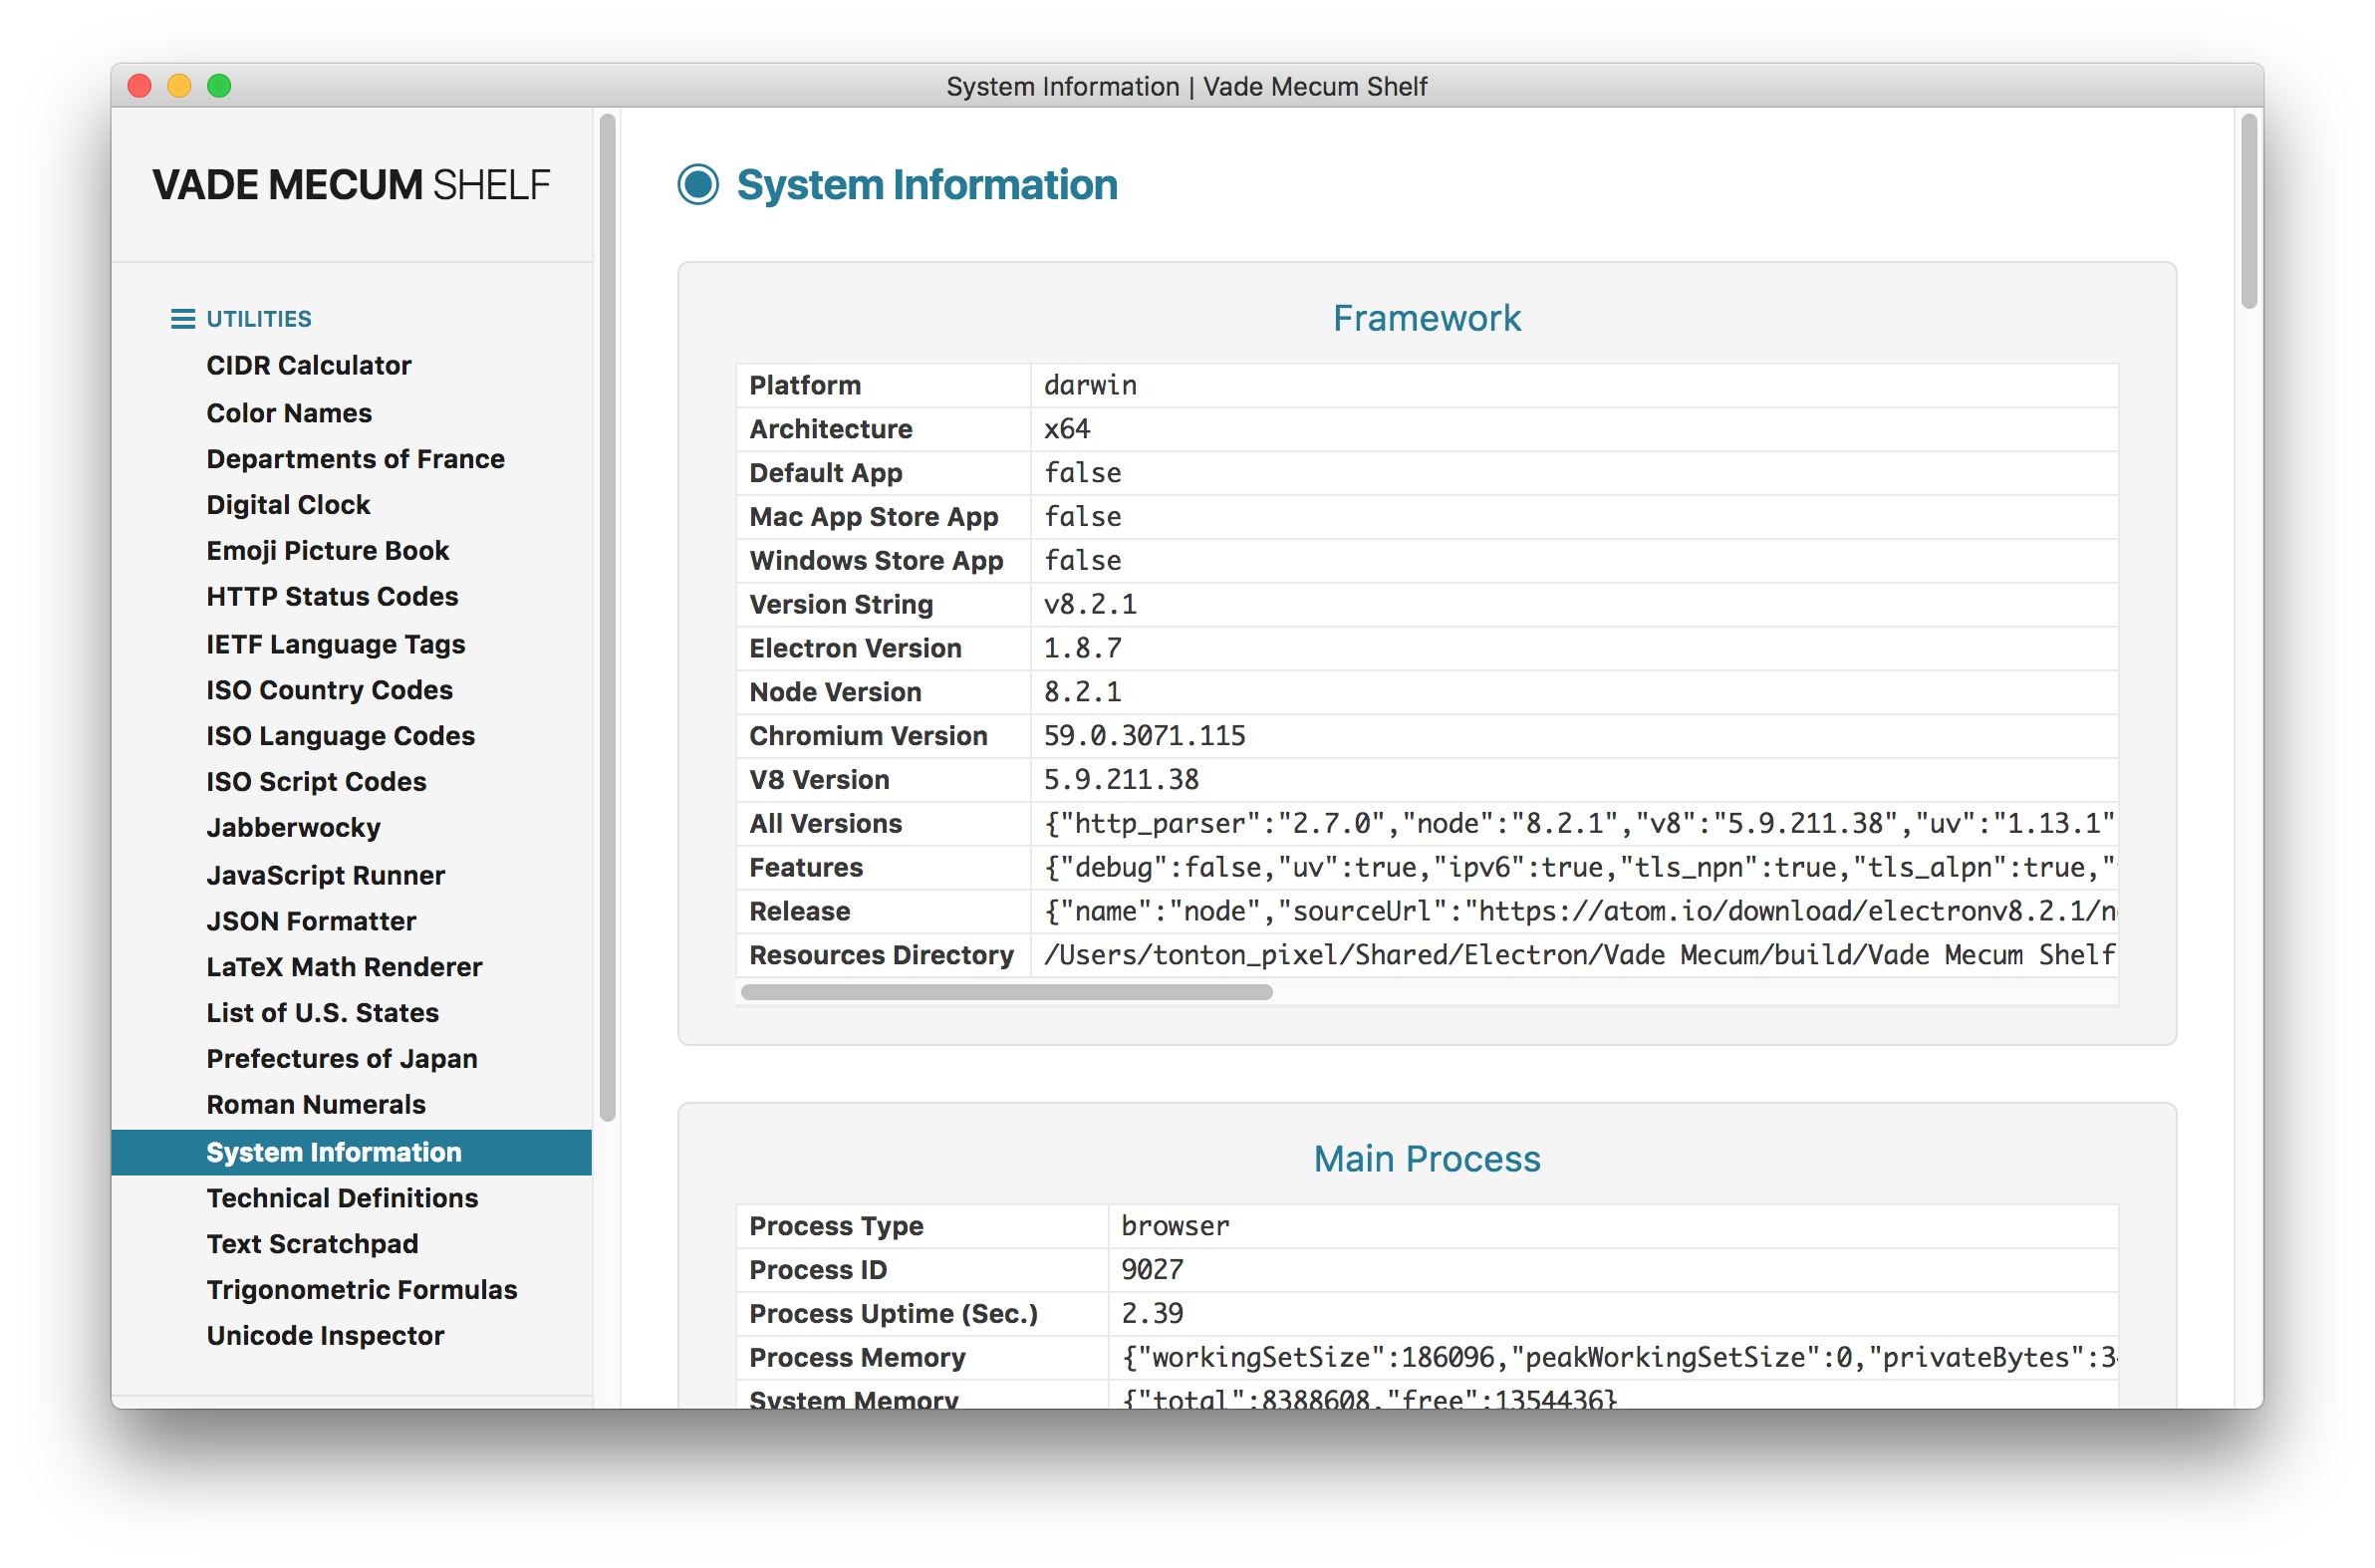 System Information | Vade Mecum Shelf
VADE MECUM SHELF
UTILITIES
CIDR Calculator
Color Names
Departments of France
Digital Clock
Emoji Picture Book
HTTP Status Codes
IETF Language Tags
ISO Country Codes
ISO Language Codes
ISO Script Codes
Jabberwocky
JavaScript Runner
JSON Formatter
LaTeX Math Renderer
List of U.S. States
Prefectures of Japan
Roman Numerals
System Information
Technical Definitions
Text Scratchpad
Trigonometric Formulas
Unicode Inspector
System Information
Framework
Platform darwin
Architecture x64
Default App false
Mac App Store App false
Windows Store App false
Version String v8.2.1
Electron Version 1.8.7
Node Version 8.2.1
Chromium Version 59.0.3071.115
V8 Version 5.9.211.38
All Versions {"http_parser":"2.7.0","node":"8.2.1","v8":"5.9.211.38","uv":"1.13.1"
Features {"debug":false,"uv":true,"ipv6":true,"tls_npn":true,"tls_alpn":true,"
Release {"name":"node","sourceUrl":"https://atom.io/download/electronv8.2.1/n
Resources Directory /Users/tonton_pixel/Shared/Electron/Vade Mecum/build/Vade Mecum Shelf
Main Process
Process Type browser
Process ID 9027
Process Uptime (Sec.) 2.39
Process Memory {"workingSetSize":186096,"peakWorkingSetSize":0,"privateBytes":34
System Memory {"total":8388608,"free":1354436}